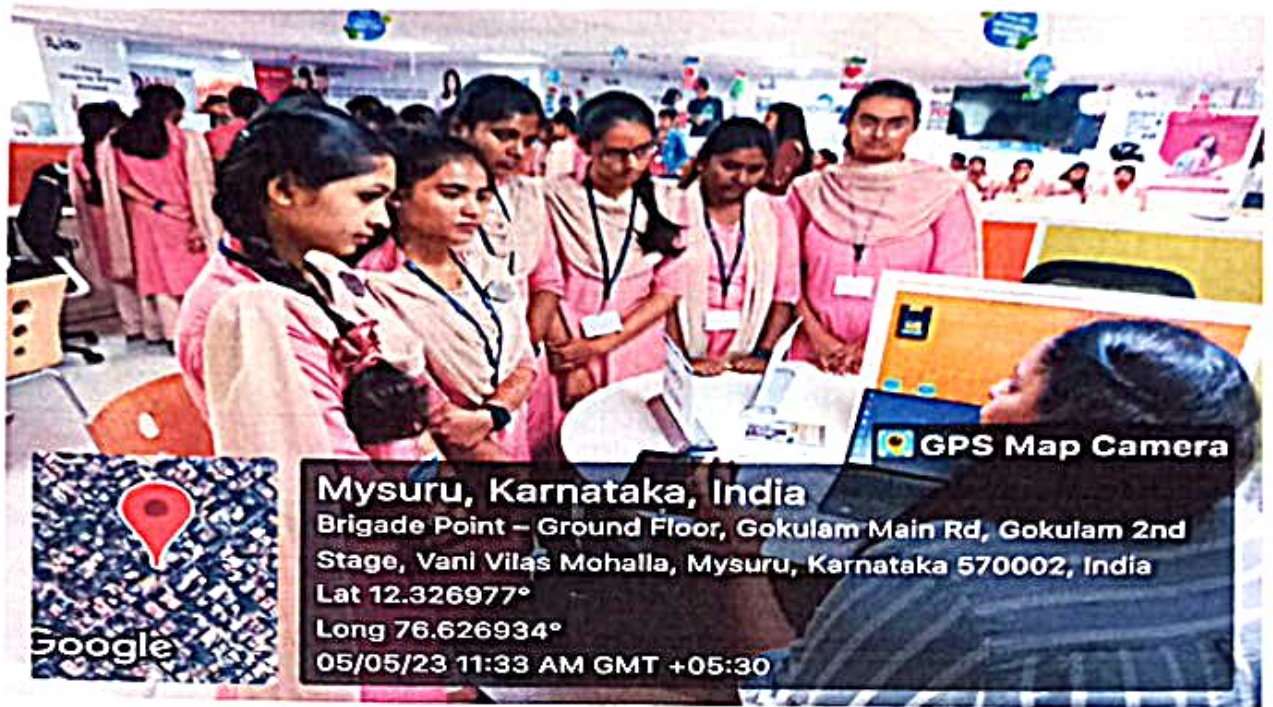 GPS Map Camera
Mysuru, Karnataka, India
Brigade Point – Ground Floor, Gokulam Main Rd, Gokulam 2nd
Stage, Vani Vilas Mohalla, Mysuru, Karnataka 570002, India
Lat 12.326977°
Long 76.626934°
05/05/23 11:33 AM GMT +05:30
Google